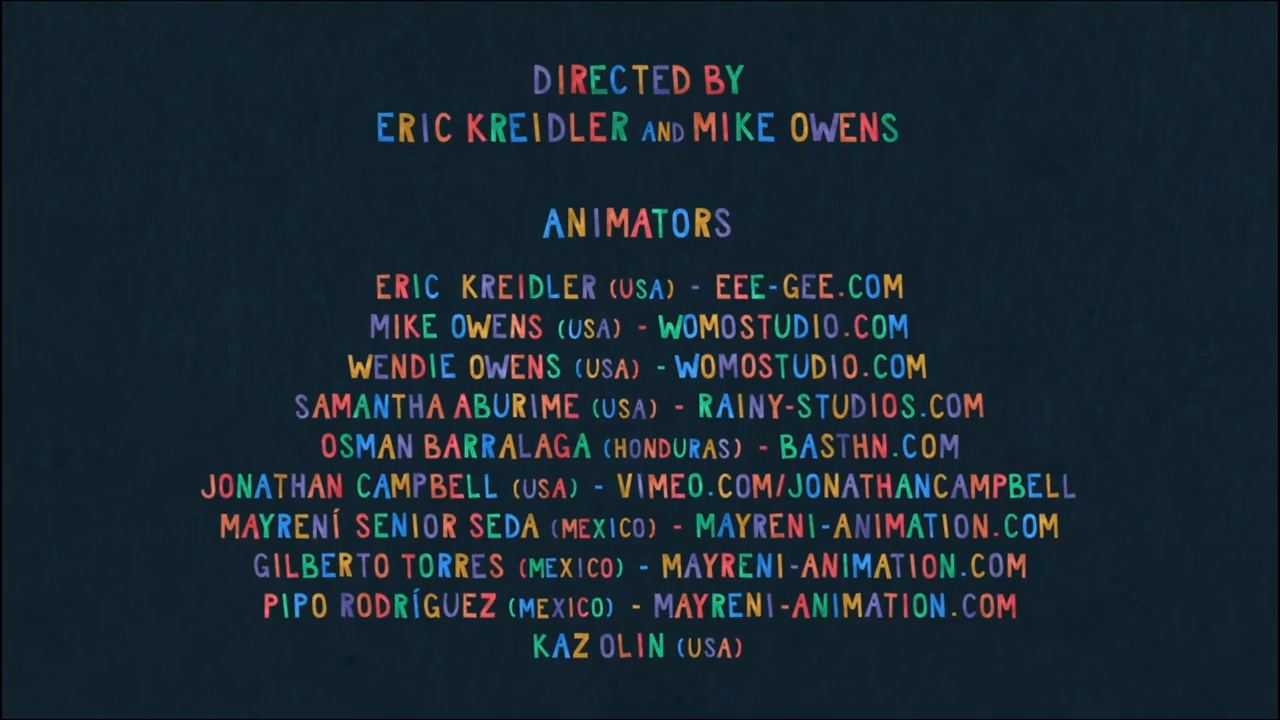 DIRECTED BY
ERIC KREIDLER AND MIKE OWENS
ANIMATORS
ERIC KREIDLER (USA) - EEE-GEE.COM
MIKE OWENS (USA) - WOMOSTUDIO.COM
WENDIE OWENS (USA) - WOMOSTUDIO.COM
SAMANTHA ABURIME (USA) - RAINY-STUDIOS.COM
OSMAN BARRALAGA (HONDURAS) - BASTHN.COM
JONATHAN CAMPBELL (USA) - VIMEO.COM/JONATHANCAMPBELL
MAYRENÍ SENIOR SEDA (MEXICO) - MAYRENI-ANIMATION.COM
GILBERTO TORRES (MEXICO) - MAYRENI-ANIMATION.COM
PIPO RODRÍGUEZ (MEXICO) - MAYRENI-ANIMATION.COM
KAZ OLIN (USA)